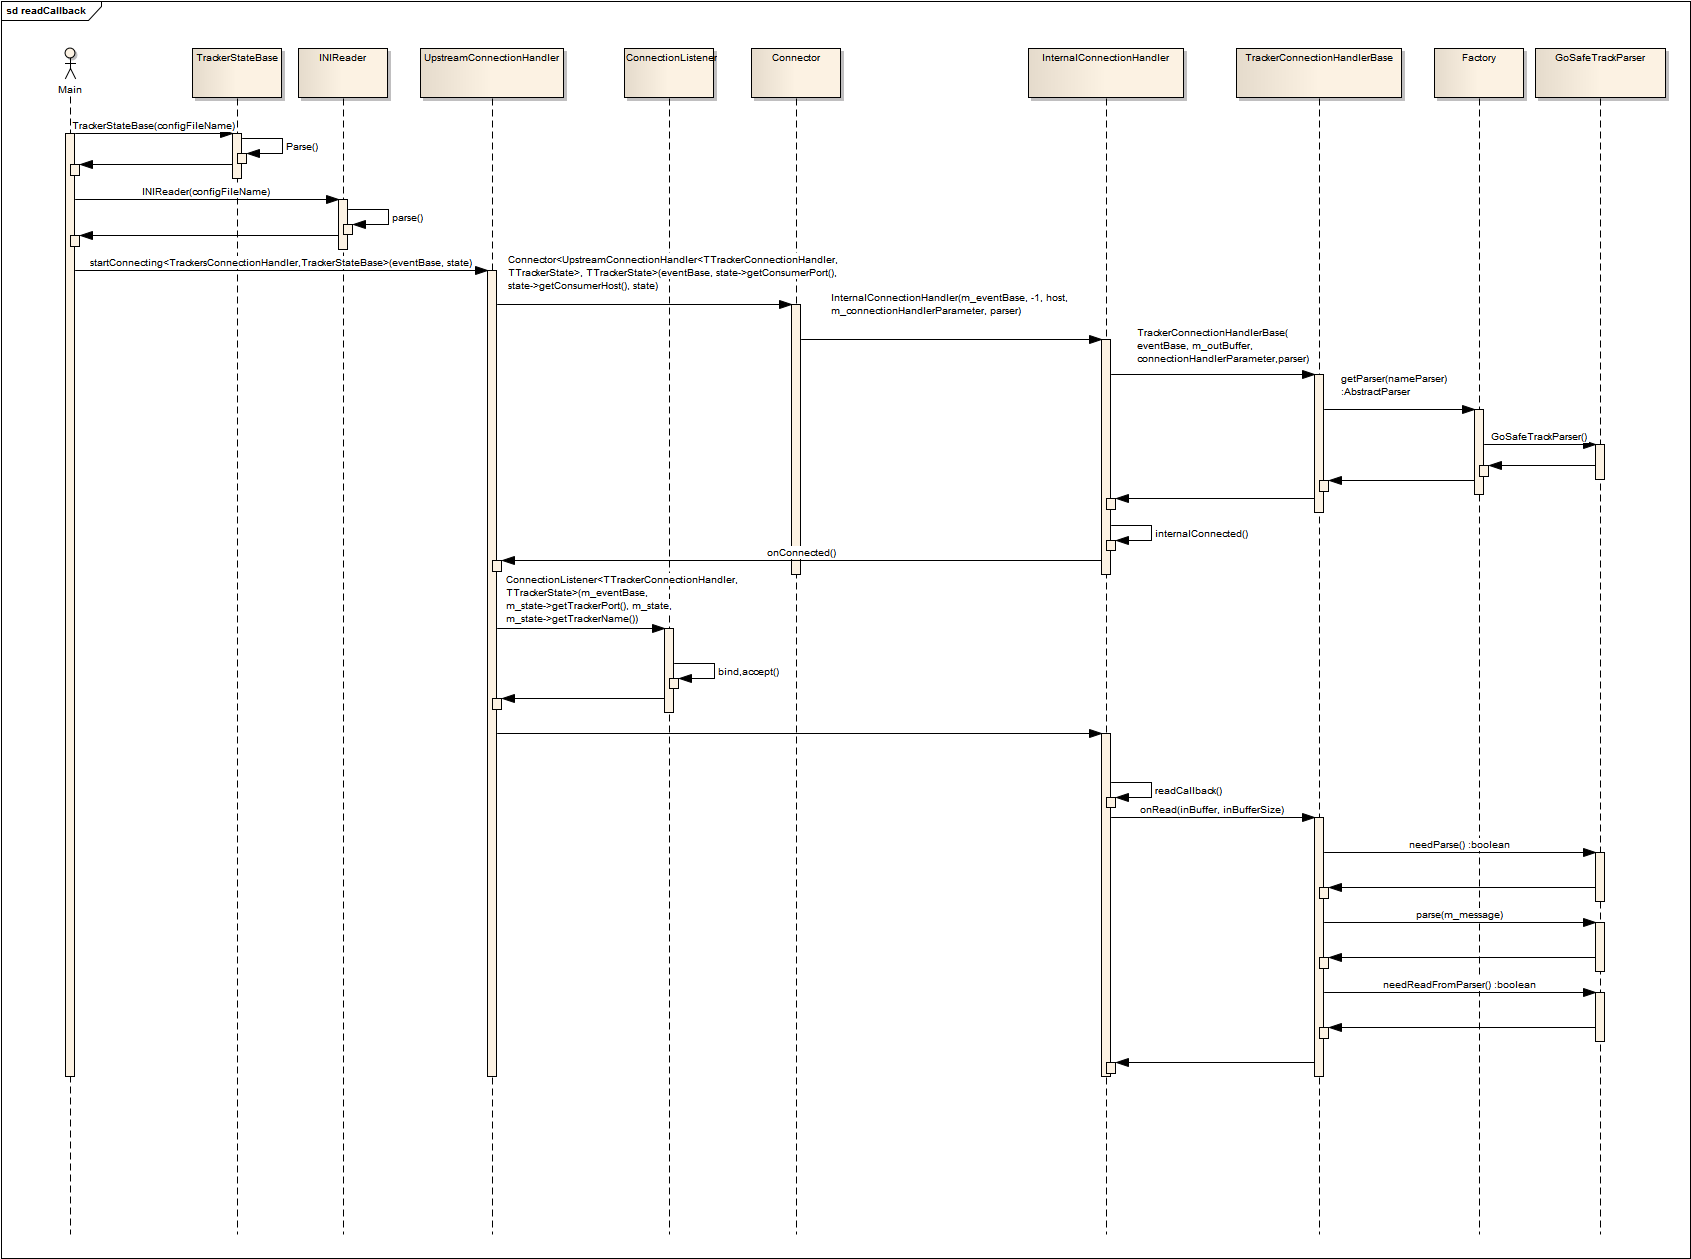 sd readCallback
Main
TrackerStateBase
INIReader
UpstreamConnectionHandler
ConnectionListener
Connector
InternalConnectionHandler
TrackerConnectionHandlerBase
Factory
GoSafeTrackParser
TrackerStateBase(configFileName)
Parse()
INIReader(configFileName)
parse()
startConnecting<TrackersConnectionHandler,TrackerStateBase>(eventBase, state)
Connector<UpstreamConnectionHandler<TTrackerConnectionHandler,
TTrackerState>, TTrackerState>(eventBase, state->getConsumerPort(),
state->getConsumerHost(), state)
InternalConnectionHandler(m_eventBase, -1, host,
m_connectionHandlerParameter, parser)
TrackerConnectionHandlerBase(
eventBase, m_outBuffer,
connectionHandlerParameter,parser)
getParser(nameParser)
:AbstractParser
GoSafeTrackParser()
internalConnected()
onConnected()
ConnectionListener<TTrackerConnectionHandler,
TTrackerState>(m_eventBase,
m_state->getTrackerPort(), m_state,
m_state->getTrackerName())
bind,accept()
readCallback()
onRead(inBuffer, inBufferSize)
needParse() :boolean
parse(m_message)
needReadFromParser() :boolean